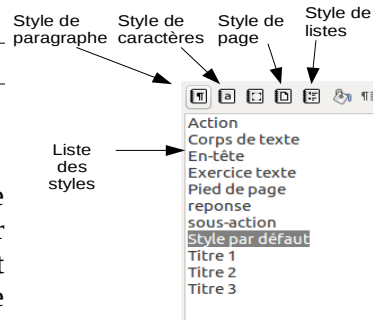 Style de paragraphe
Style de caractères
Style de page
Style de listes
Liste des styles
Action
Corps de texte
En-tête
Exercice texte
Pied de page
reponse
sous-action
Style par défaut
Titre 1
Titre 2
Titre 3
e
r
t
e